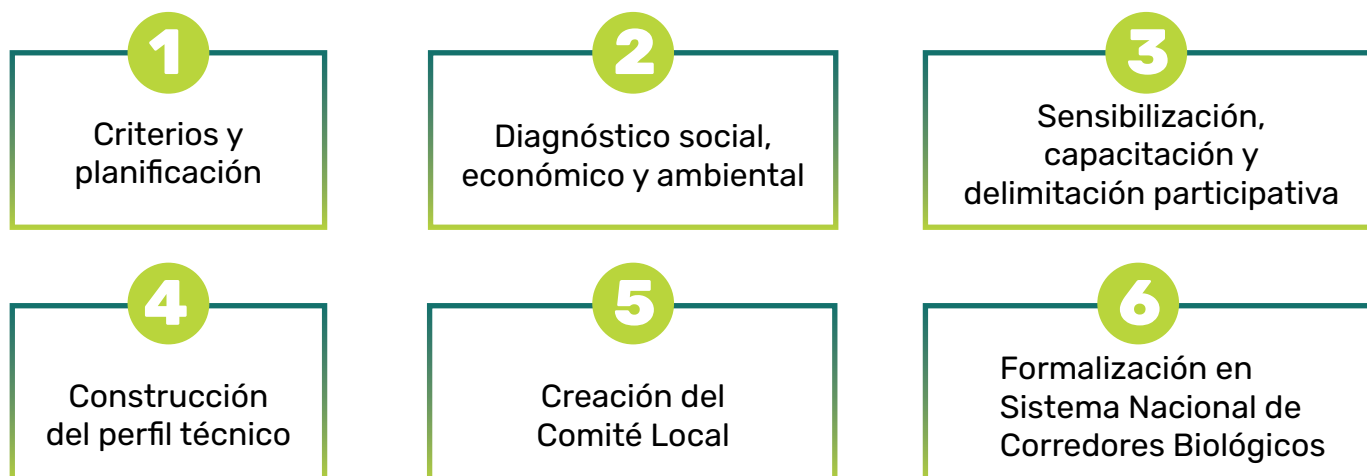 1
Criterios y
planificación
2
Diagnóstico social,
económico y ambiental
3
Sensibilización,
capacitación y
delimitación participativa
4
Construcción
del perfil técnico
5
Creación del
Comité Local
6
Formalización en
Sistema Nacional de
Corredores Biológicos